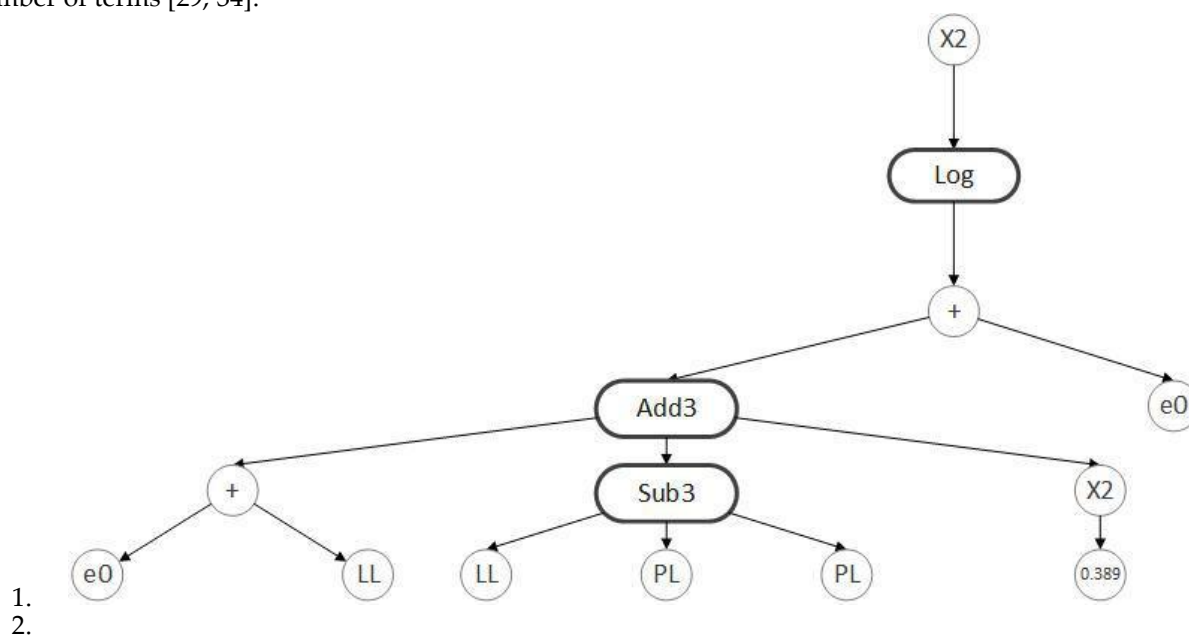 number of terms [29, 34].
X2
Log
+
Add3
e0
+
Sub3
X2
e0
LL
LL
PL
PL
0.389
1.
2.